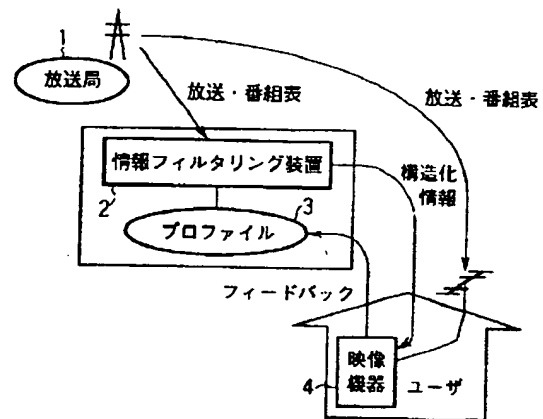 1
放送局
放送・番組表
放送・番組表
情報フィルタリング装置
2
構造化
情報
3
プロファイル
フィードバック
映像
機器
4
ユーザ